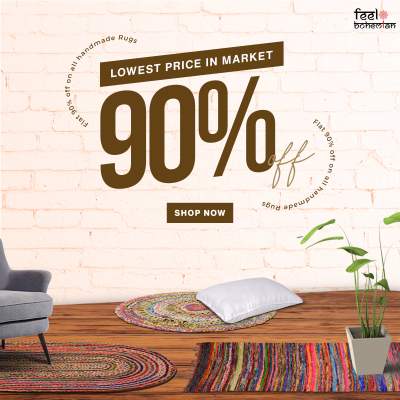 feel
bohemian
Flat 90% off on all handmade Rugs
LOWEST PRICE IN MARKET
90%
off
Flat 90% off on all handmade Rugs
SHOP NOW